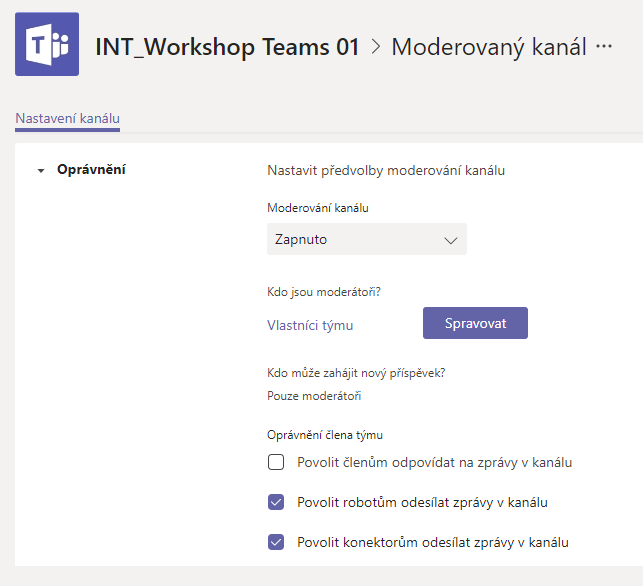 INT_Workshop Teams 01 > Moderovaný kanál ···
Nastavení kanálu
Oprávnění
Nastavit předvolby moderování kanálu
Moderování kanálu
Zapnuto
Kdo jsou moderátoři?
Vlastníci týmu
Spravovat
Kdo může zahájit nový příspěvek?
Pouze moderátoři
Oprávnění člena týmu
Povolit členům odpovídat na zprávy v kanálu
Povolit robotům odesílat zprávy v kanálu
Povolit konektorům odesílat zprávy v kanálu